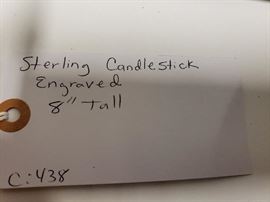 Sterling Candlestick
Engraved
8" Tall
C:438